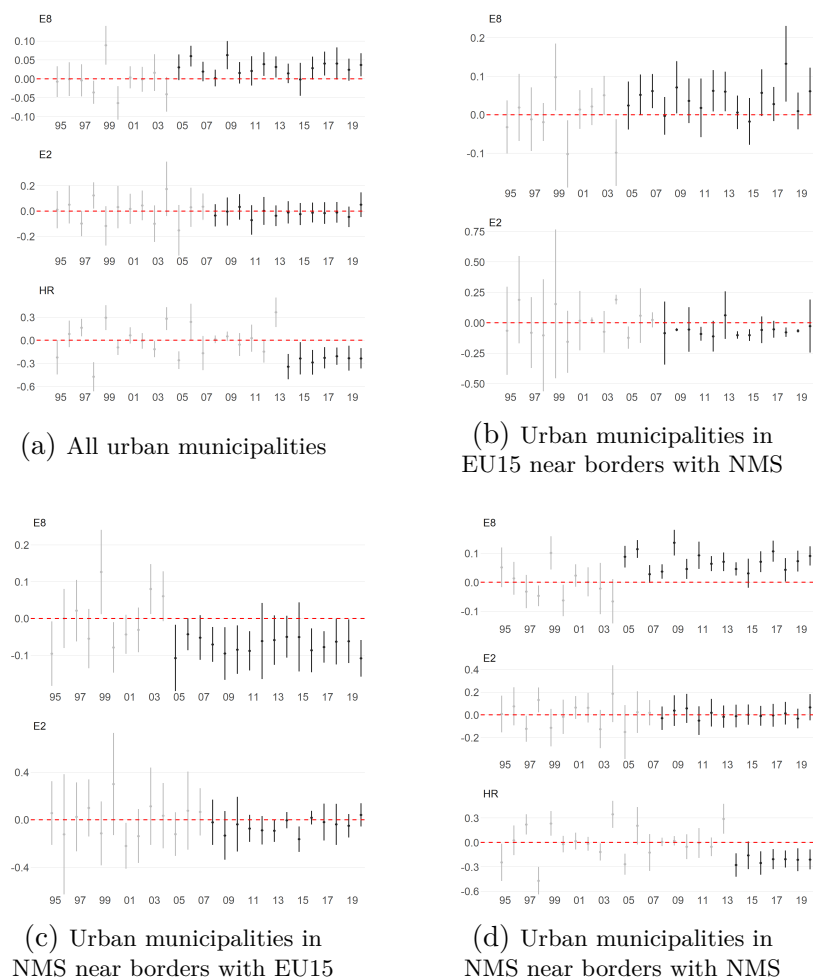 E8
0.10
0.05
0.00
-0.05
-0.10
95 97 99 01 03 05 07 09 11 13 15 17 19
E2
0.2
0.0
-0.2
95 97 99 01 03 05 07 09 11 13 15 17 19
HR
0.3
0.0
-0.3
-0.6
95 97 99 01 03 05 07 09 11 13 15 17 19
(a) All urban municipalities
E8
0.2
0.1
0.0
-0.1
95 97 99 01 03 05 07 09 11 13 15 17 19
E2
0.75
0.50
0.25
0.00
-0.25
-0.50
95 97 99 01 03 05 07 09 11 13 15 17 19
(b) Urban municipalities in
EU15 near borders with NMS
E8
0.2
0.1
0.0
-0.1
95 97 99 01 03 05 07 09 11 13 15 17 19
E2
0.4
0.0
-0.4
95 97 99 01 03 05 07 09 11 13 15 17 19
(c) Urban municipalities in
NMS near borders with EU15
E8
0.1
0.0
-0.1
95 97 99 01 03 05 07 09 11 13 15 17 19
E2
0.4
0.2
0.0
-0.2
95 97 99 01 03 05 07 09 11 13 15 17 19
HR
0.3
0.0
-0.3
-0.6
95 97 99 01 03 05 07 09 11 13 15 17 19
(d) Urban municipalities in
NMS near borders with NMS